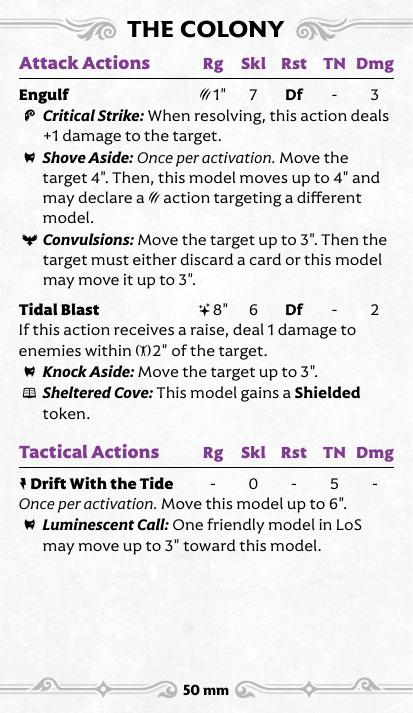 THE COLONY
Attack Actions Rg Skl Rst TN Dmg
Engulf 1" 7 Df - 3
Critical Strike: When resolving, this action deals
+1 damage to the target.
Shove Aside: Once per activation. Move the
target 4". Then, this model moves up to 4" and
may declare a action targeting a different
model.
Convulsions: Move the target up to 3". Then the
target must either discard a card or this model
may move it up to 3".
Tidal Blast 8" 6 Df - 2
If this action receives a raise, deal 1 damage to
enemies within 2" of the target.
Knock Aside: Move the target up to 3".
Sheltered Cove: This model gains a Shielded
token.
Tactical Actions Rg Skl Rst TN Dmg
Drift With the Tide - 0 - 5 -
Once per activation. Move this model up to 6".
Luminescent Call: One friendly model in LoS
may move up to 3" toward this model.
50 mm